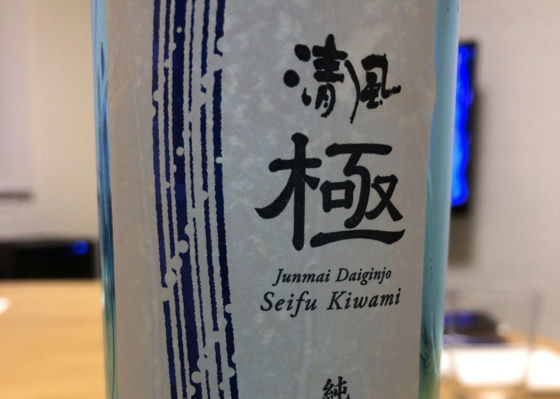 清風
極
Junmai Daiginjo
Seifu Kiwami
純